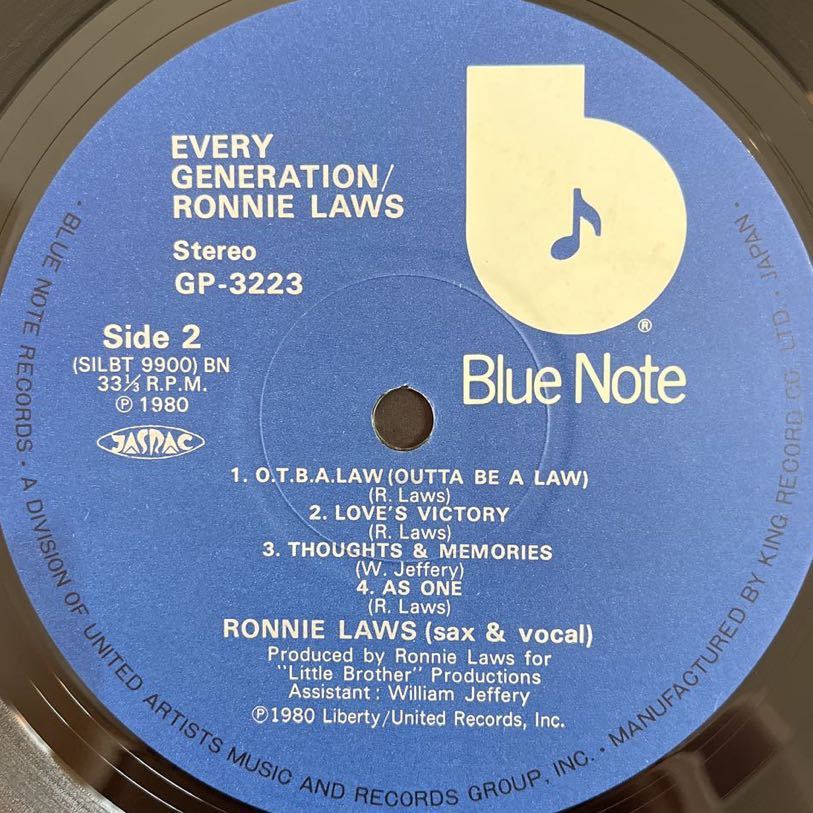 EVERY
GENERATION/
RONNIE LAWS
Stereo
GP-3223
Side 2
(SILBT 9900) BN
33⅓ R.P.M.
Ⓟ 1980
JASRAC
®
Blue Note
1. O.T.B.A.LAW (OUTTA BE A LAW)
(R. Laws)
2. LOVE'S VICTORY
(R. Laws)
3. THOUGHTS & MEMORIES
(W. Jeffery)
4. AS ONE
(R. Laws)
RONNIE LAWS (sax & vocal)
Produced by Ronnie Laws for
"Little Brother" Productions
Assistant : William Jeffery
Ⓟ1980 Liberty/United Records, Inc.
• BLUE NOTE RECORDS • A DIVISION OF UNITED ARTISTS MUSIC AND RECORDS GROUP, INC. • MANUFACTURED BY KING RECORD CO. LTD. • JAPAN •